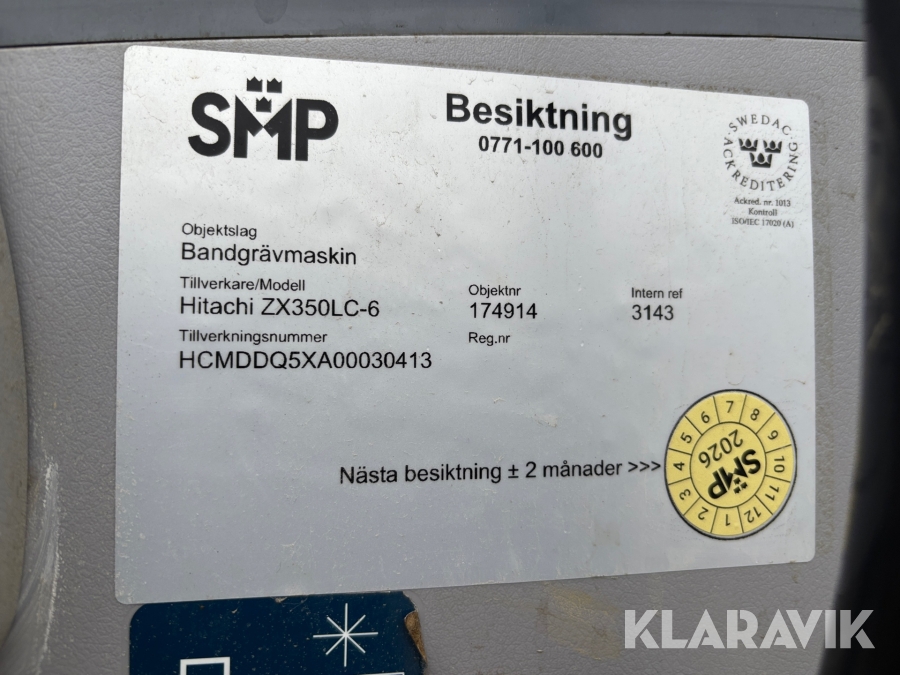 SMP
Besiktning
0771-100 600
SWEDAC ACKREDITERING
Ackred. nr. 1013
Kontroll
ISO/IEC 17020 (A)
Objektslag
Bandgrävmaskin
Tillverkare/Modell
Hitachi ZX350LC-6
Objektnr
174914
Intern ref
3143
Tillverkningsnummer
HCMDDQ5XA00030413
Reg.nr
Nästa besiktning ± 2 månader >>>
1 2 3 4 5 6 7 8 9 10 11 12
SMP
2026
KLARAVIK